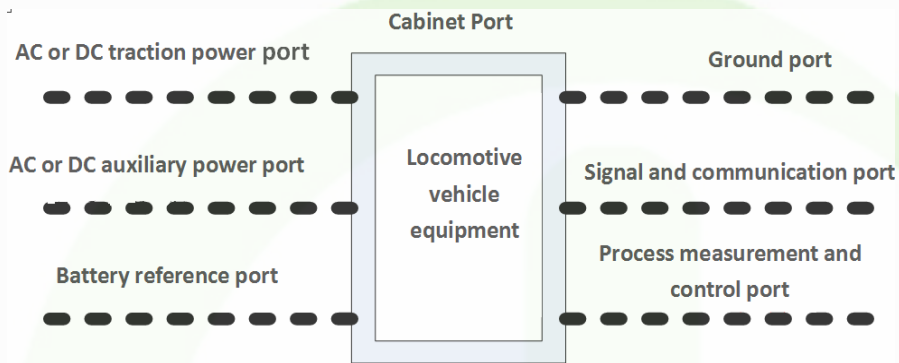 Cabinet Port
AC or DC traction power port
Ground port
AC or DC auxiliary power port
Locomotive
vehicle
equipment
Signal and communication port
Battery reference port
Process measurement and
control port